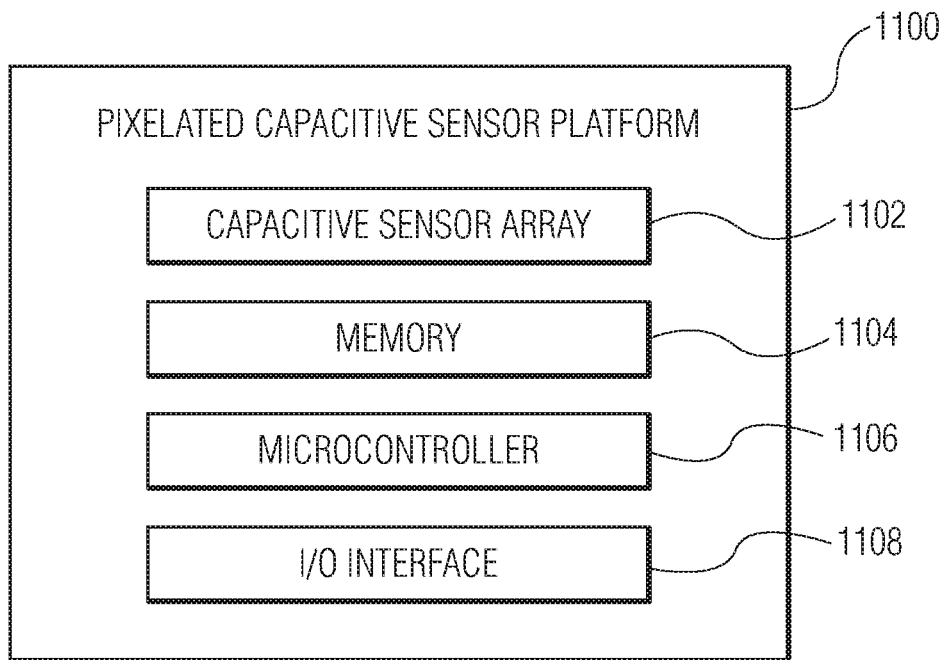 1100
PIXELATED CAPACITIVE SENSOR PLATFORM
CAPACITIVE SENSOR ARRAY
1102
MEMORY
1104
MICROCONTROLLER
1106
I/O INTERFACE
1108